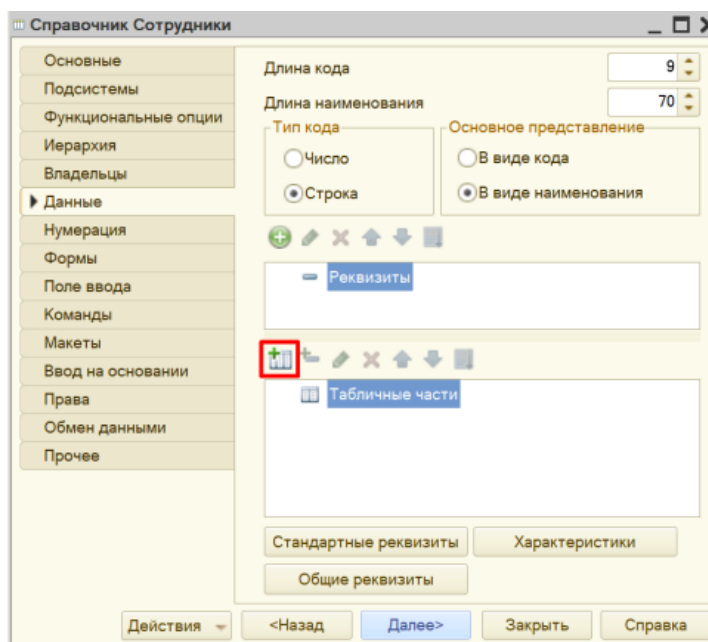 Справочник Сотрудники
Основные
Подсистемы
Функциональные опции
Иерархия
Владельцы
Данные
Нумерация
Формы
Поле ввода
Команды
Макеты
Ввод на основании
Права
Обмен данными
Прочее
Длина кода 9
Длина наименования 70
Тип кода
Число
Строка
Основное представление
В виде кода
В виде наименования
Реквизиты
Табличные части
Стандартные реквизиты Характеристики
Общие реквизиты
Действия <Назад Далее> Закрыть Справка